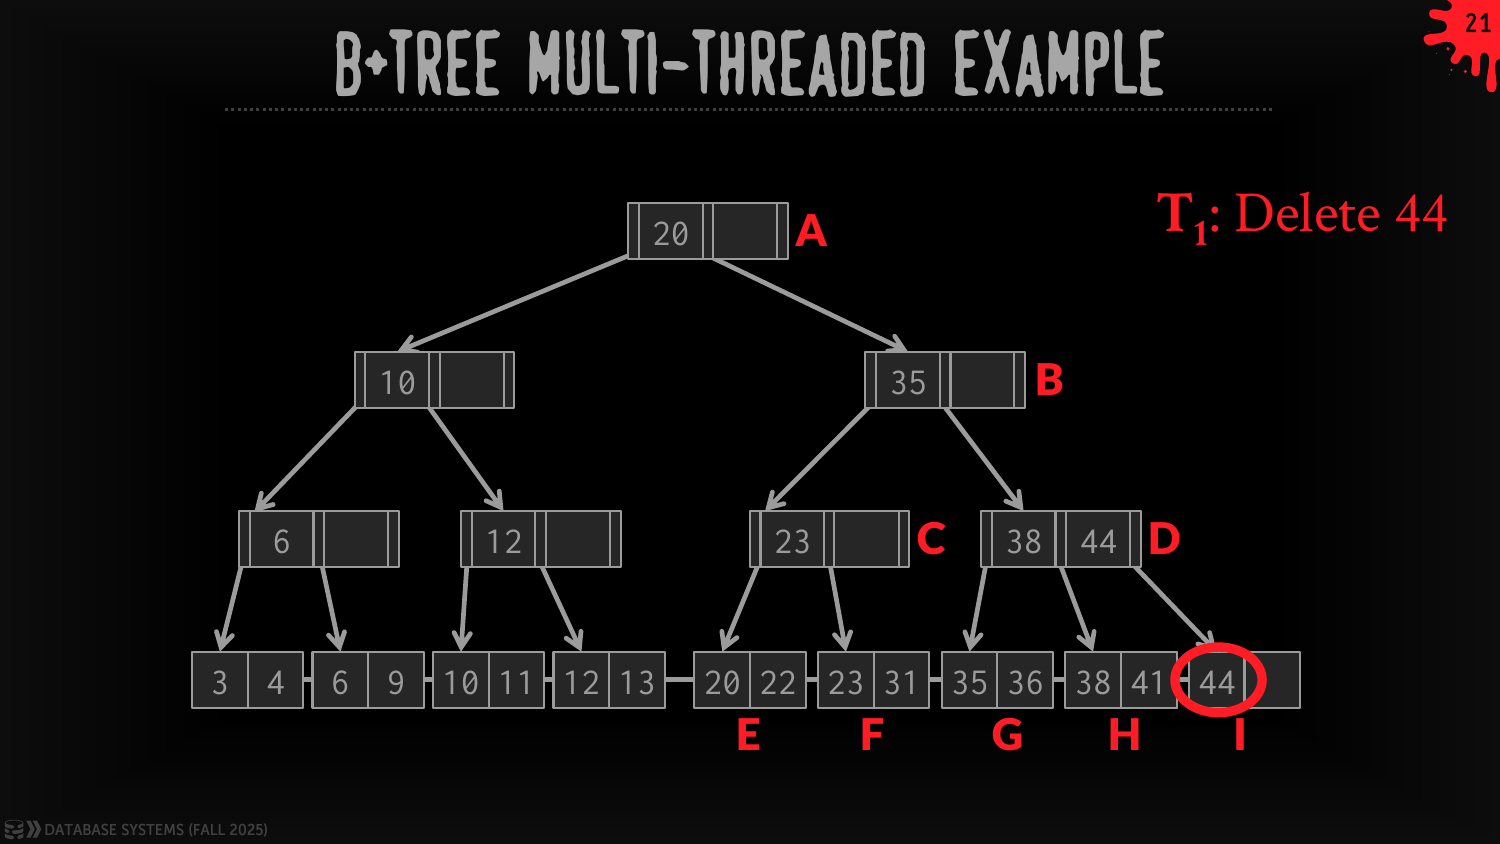 21
B+TREE MULTI-THREADED EXAMPLE
T1: Delete 44
20 A
10 35 B
6 12 23 C 38 44 D
3 4 6 9 10 11 12 13 20 22 23 31 35 36 38 41 44
E F G H I
DATABASE SYSTEMS (FALL 2025)